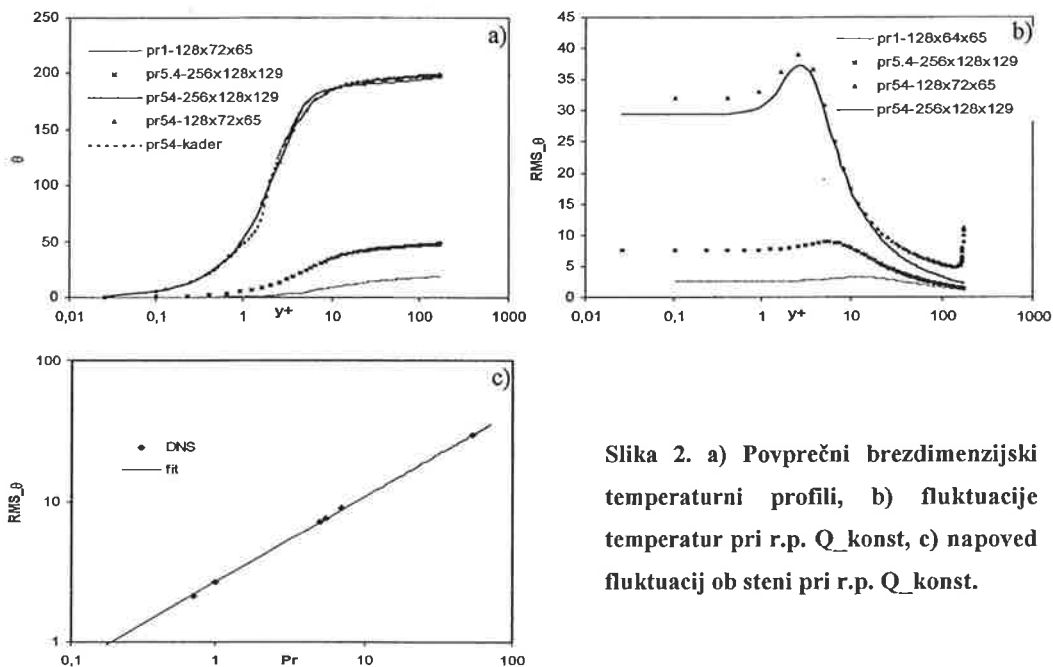 a)
250
200
150
100
50
0
θ
pr1-128x72x65
pr5.4-256x128x129
pr54-256x128x129
pr54-128x72x65
pr54-kader
0,01 0,1 1 10 100 1000
y+
b)
45
40
35
30
25
20
15
10
5
0
RMS_θ
pr1-128x64x65
pr5.4-256x128x129
pr54-128x72x65
pr54-256x128x129
0,01 0,1 1 10 100 1000
y+
c)
100
10
1
RMS_θ
DNS
fit
0,1 1 10 100
Pr
Slika 2. a) Povprečni brezdimenzijski
temperaturni profili, b) fluktuacije
temperatur pri r.p. Q_konst, c) napoved
fluktuacij ob steni pri r.p. Q_konst.